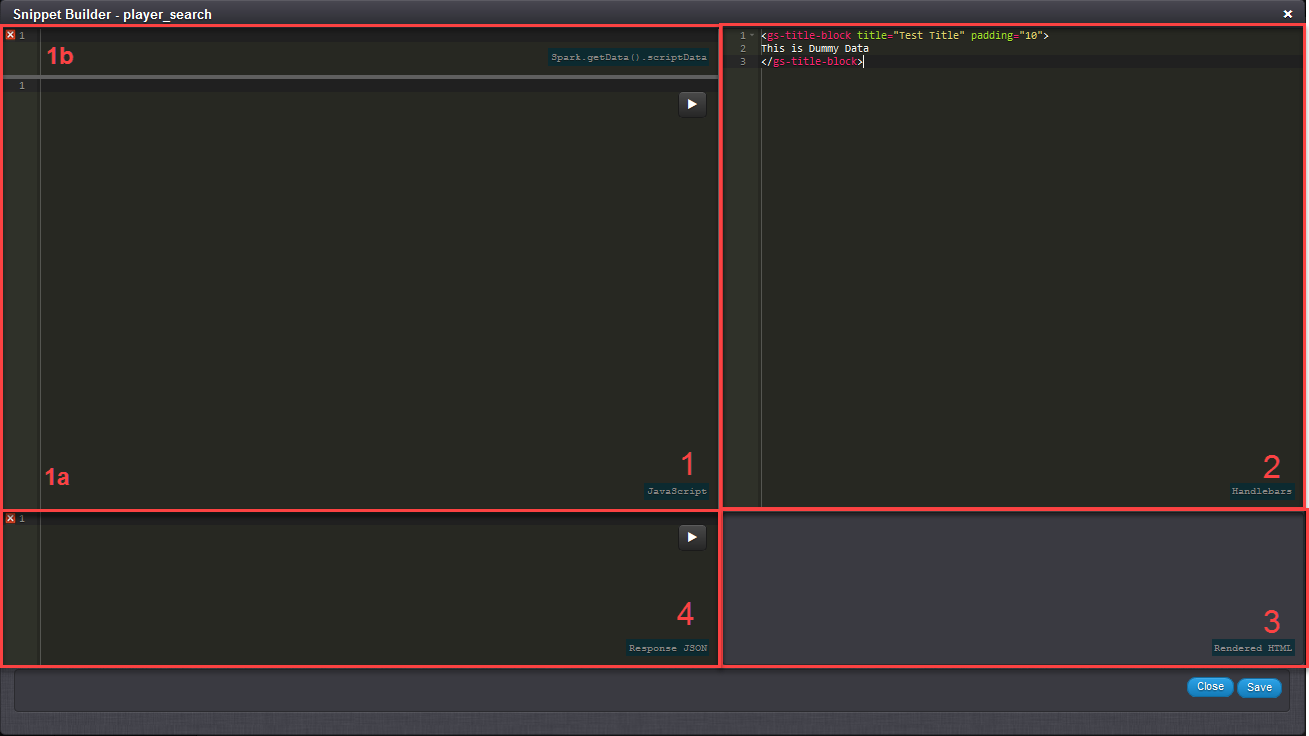 Snippet Builder - player_search
1
1b
Spark.getData().scriptData
1
1a
1
JavaScript
1 <gs-title-block title="Test Title" padding="10">
2 This is Dummy Data
3 </gs-title-block>
2
Handlebars
1
4
Response JSON
3
Rendered HTML
Close
Save